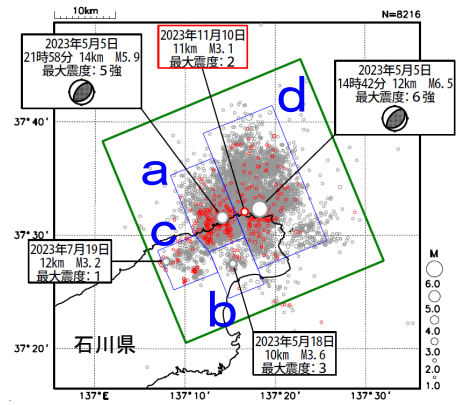 10km
N=8216
2023年5月5日
21時58分 14km M5.9
最大震度:5強
2023年11月10日
11km M3.1
最大震度:2
2023年5月5日
14時42分 12km M6.5
最大震度:6強
37°40'
37°30'
37°20'
a
d
c
b
2023年7月19日
12km M3.2
最大震度:1
2023年5月18日
10km M3.6
最大震度:3
石川県
M
6.0
5.0
4.0
3.0
2.0
1.0
137°E
137°10'
137°20'
137°30'